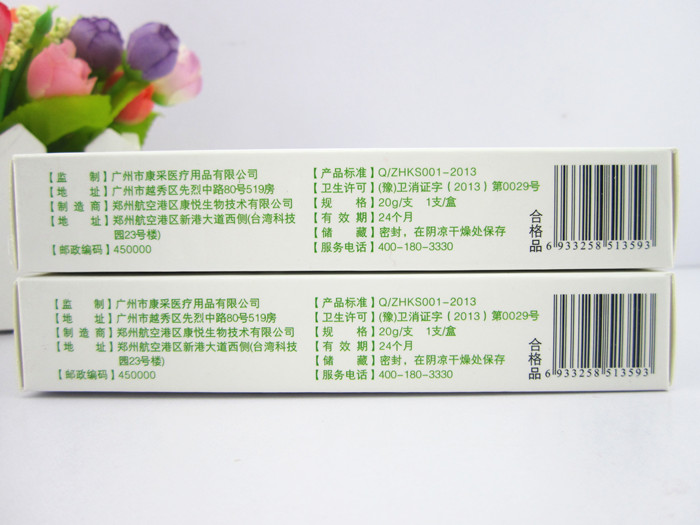 【监　　制】广州市康采医疗用品有限公司
【地　　址】广州市越秀区先烈中路80号519房
【制 造 商】郑州航空港区康悦生物技术有限公司
【地　　址】郑州航空港区新港大道西侧(台湾科技
园23号楼)
【邮政编码】450000
【产品标准】Q/ZHKS001-2013
【卫生许可】(豫)卫消证字（2013）第0029号
【规　　格】20g/支　1支/盒
【有 效 期】24个月
【储　　藏】密封，在阴凉干燥处保存
【服务电话】400-180-3330
合格品
6 933258 513593
【监　　制】广州市康采医疗用品有限公司
【地　　址】广州市越秀区先烈中路80号519房
【制 造 商】郑州航空港区康悦生物技术有限公司
【地　　址】郑州航空港区新港大道西侧(台湾科技
园23号楼)
【邮政编码】450000
【产品标准】Q/ZHKS001-2013
【卫生许可】(豫)卫消证字（2013）第0029号
【规　　格】20g/支　1支/盒
【有 效 期】24个月
【储　　藏】密封，在阴凉干燥处保存
【服务电话】400-180-3330
合格品
6 933258 513593